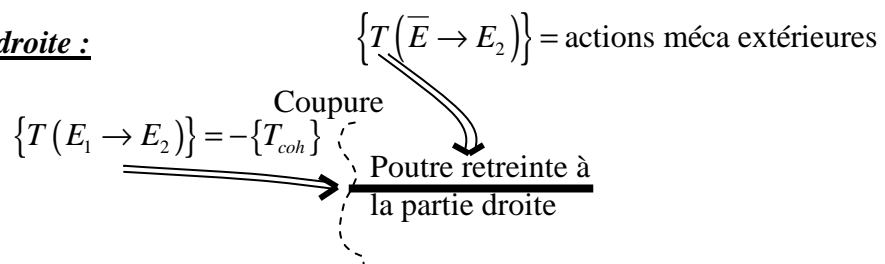 droite :
{T(E̅ → E₂)} = actions méca extérieures
Coupure
{T(E₁ → E₂)} = −{T_coh}
Poutre retreinte à
la partie droite